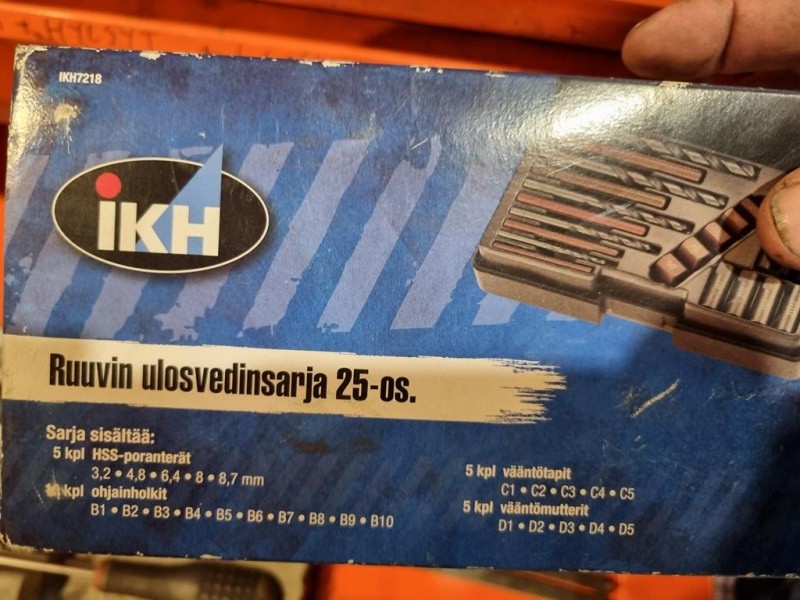 IKH7218
iKH
Ruuvin ulosvedinsarja 25-os.
Sarja sisältää:
5 kpl HSS-poranterät
3,2 • 4,8 • 6,4 • 8 • 8,7 mm
kpl ohjainholkit
B1 • B2 • B3 • B4 • B5 • B6 • B7 • B8 • B9 • B10
5 kpl vääntötapit
C1 • C2 • C3 • C4 • C5
5 kpl vääntömutterit
D1 • D2 • D3 • D4 • D5